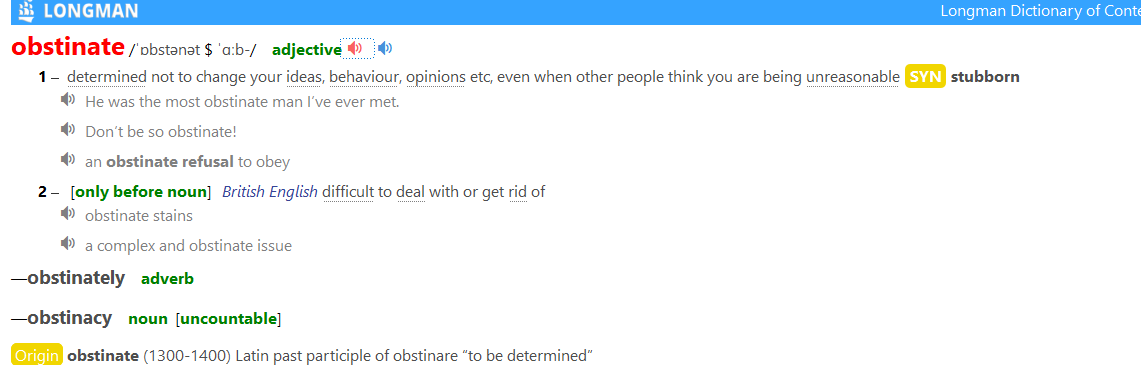 LONGMAN Longman Dictionary of Conte
obstinate /ˈɒbstənət $ ˈɑ:b-/ adjective
1 – determined not to change your ideas, behaviour, opinions etc, even when other people think you are being unreasonable SYN stubborn
He was the most obstinate man I’ve ever met.
Don’t be so obstinate!
an obstinate refusal to obey
2 – [only before noun] British English difficult to deal with or get rid of
obstinate stains
a complex and obstinate issue
—obstinately adverb
—obstinacy noun [uncountable]
Origin obstinate (1300-1400) Latin past participle of obstinare “to be determined”